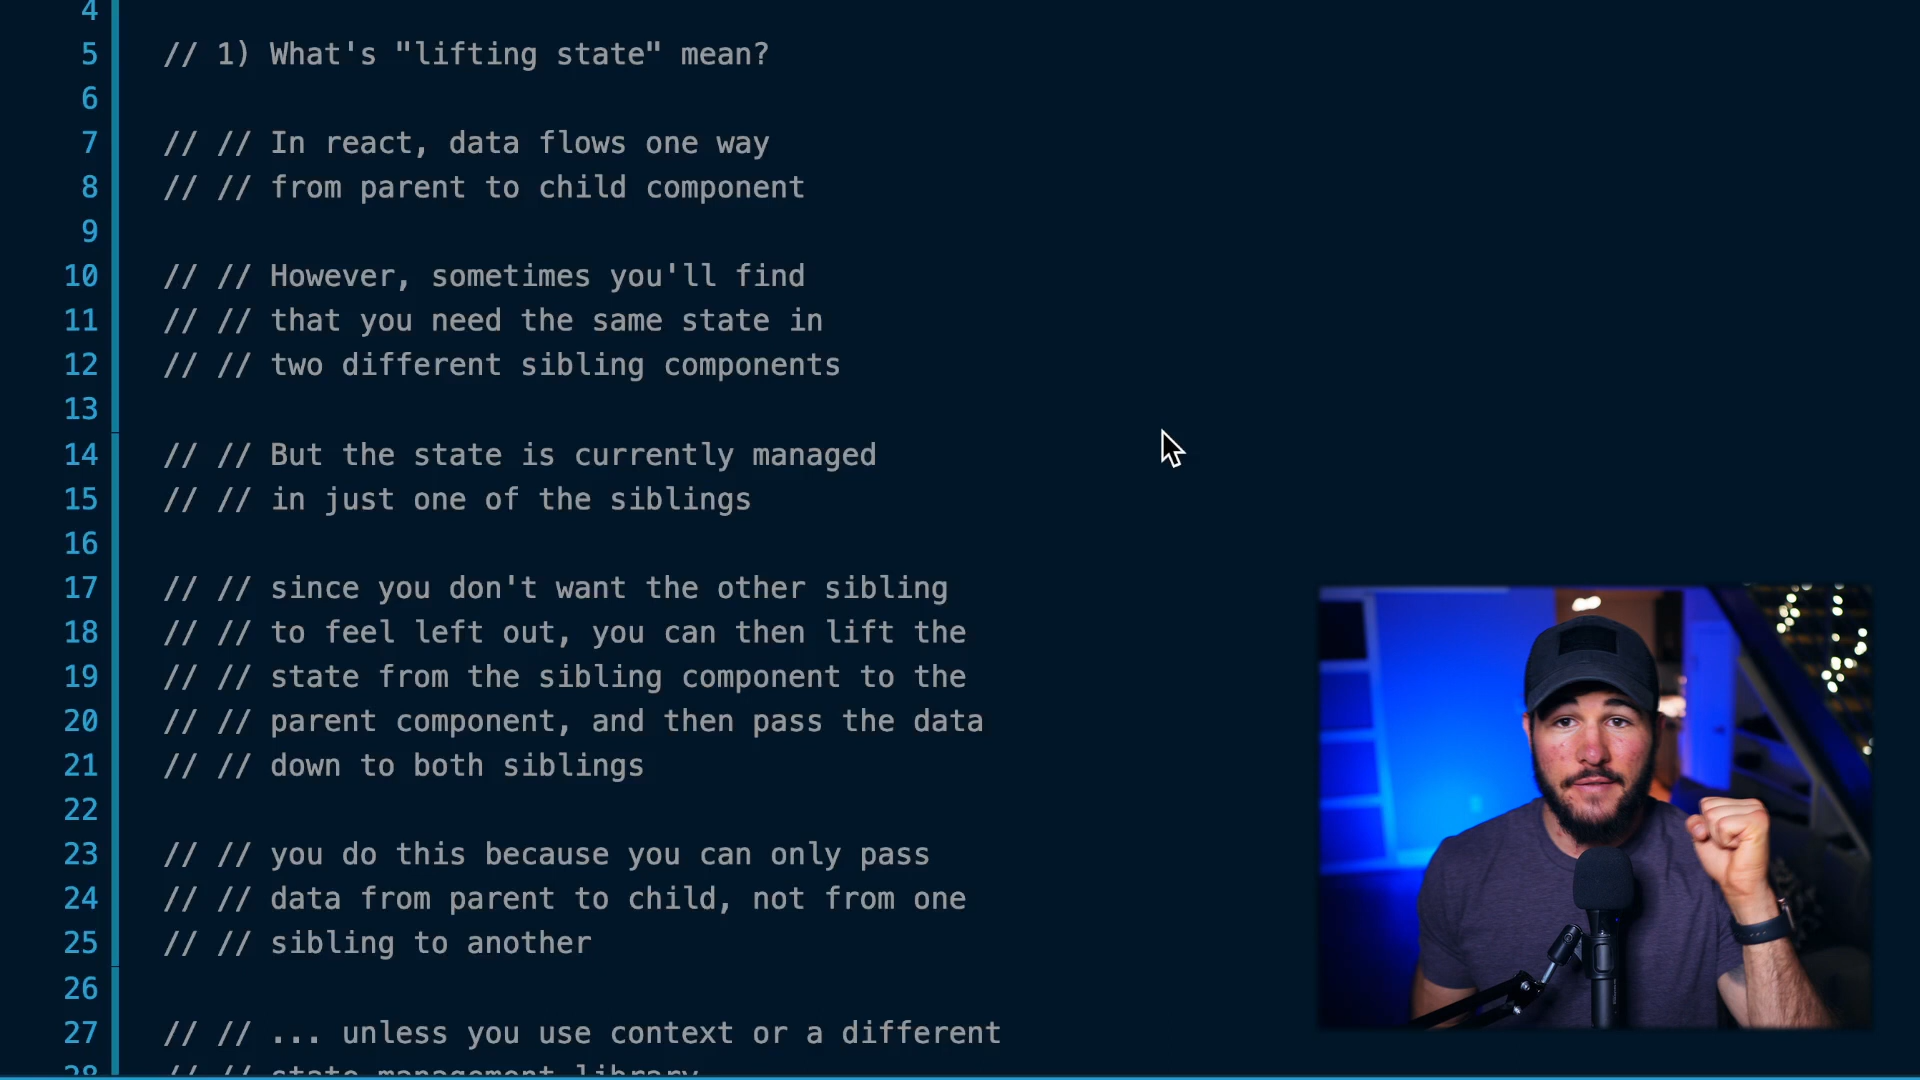 4
5 // 1) What's "lifting state" mean?
6
7 // // In react, data flows one way
8 // // from parent to child component
9
10 // // However, sometimes you'll find
11 // // that you need the same state in
12 // // two different sibling components
13
14 // // But the state is currently managed
15 // // in just one of the siblings
16
17 // // since you don't want the other sibling
18 // // to feel left out, you can then lift the
19 // // state from the sibling component to the
20 // // parent component, and then pass the data
21 // // down to both siblings
22
23 // // you do this because you can only pass
24 // // data from parent to child, not from one
25 // // sibling to another
26
27 // // ... unless you use context or a different
28 // // state management library